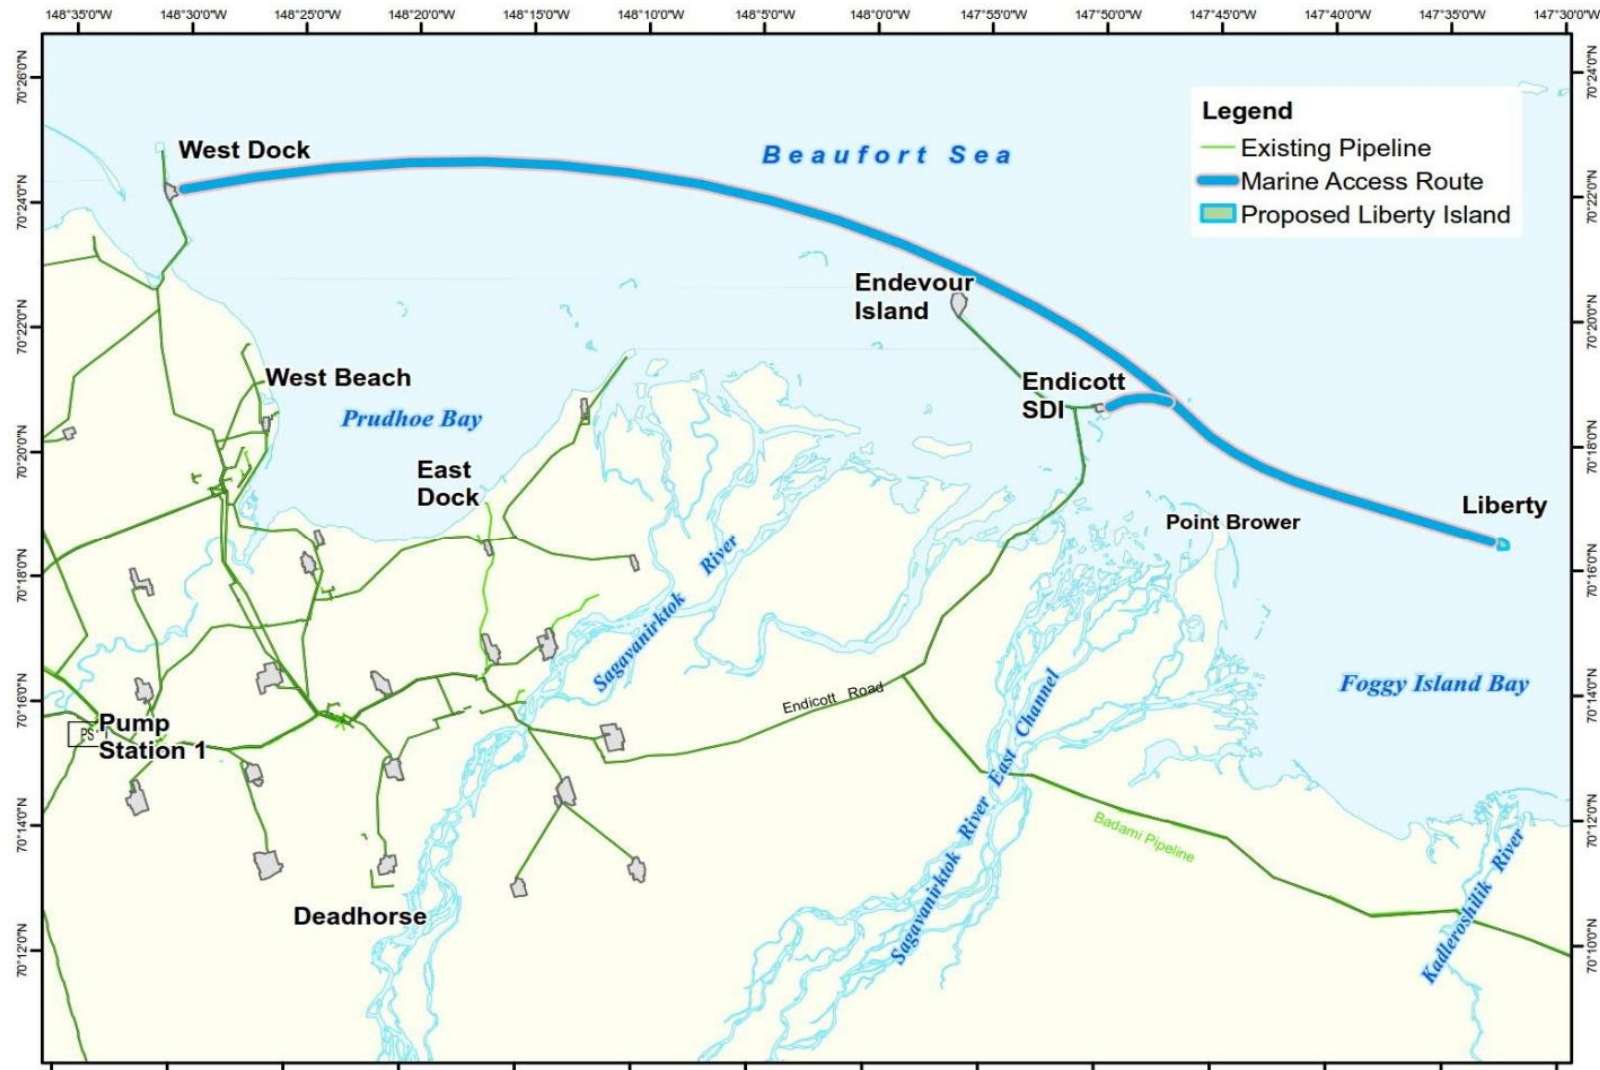 148°35'0"W 148°30'0"W 148°25'0"W 148°20'0"W 148°15'0"W 148°10'0"W 148°5'0"W 148°0'0"W 147°55'0"W 147°50'0"W 147°45'0"W 147°40'0"W 147°35'0"W 147°30'0"W
70°26'0"N
70°24'0"N
70°22'0"N
70°20'0"N
70°18'0"N
70°16'0"N
70°14'0"N
70°12'0"N
70°24'0"N
70°22'0"N
70°20'0"N
70°18'0"N
70°16'0"N
70°14'0"N
70°12'0"N
70°10'0"N
Legend
Existing Pipeline
Marine Access Route
Proposed Liberty Island
West Dock
Beaufort Sea
Endevour
Island
West Beach
Prudhoe Bay
Endicott
SDI
East
Dock
Liberty
Point Brower
Sagavanirktok River
Foggy Island Bay
Endicott Road
Pump
Station 1
PS
Sagavanirktok River East Channel
Badami Pipeline
Kadleroshilik River
Deadhorse